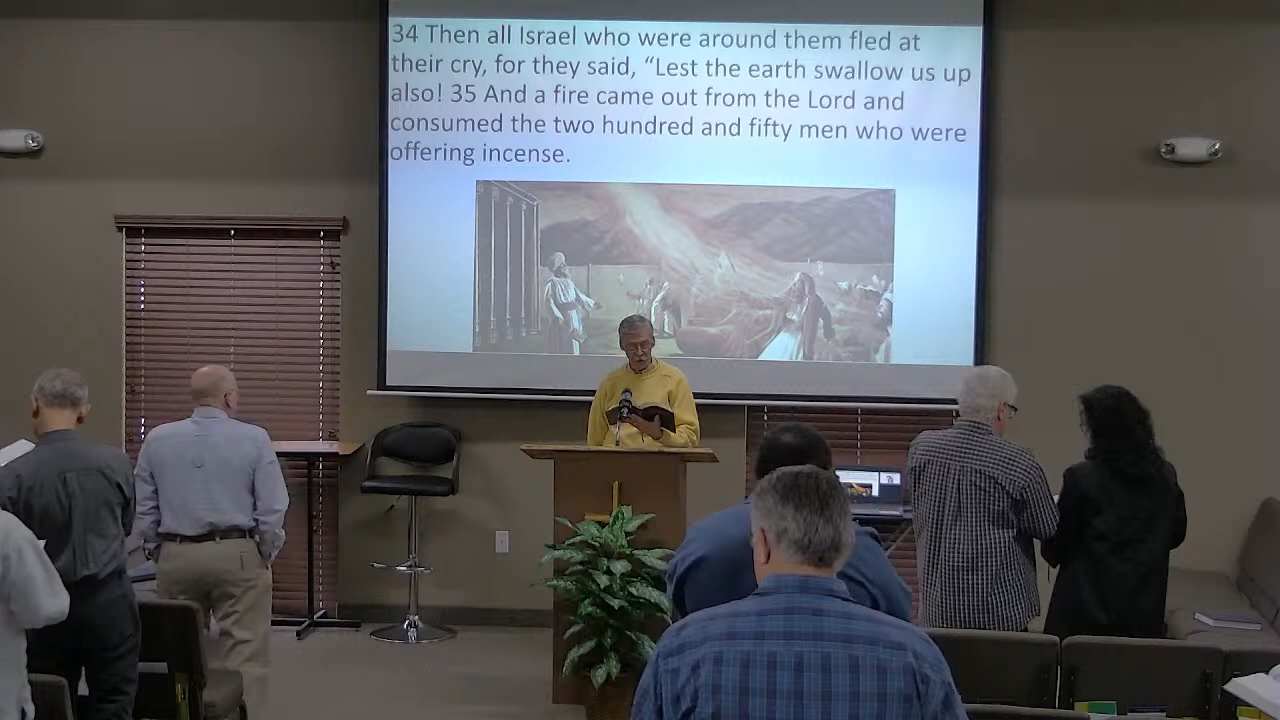 34 Then all Israel who were around them fled at
their cry, for they said, “Lest the earth swallow us up
also! 35 And a fire came out from the Lord and
consumed the two hundred and fifty men who were
offering incense.